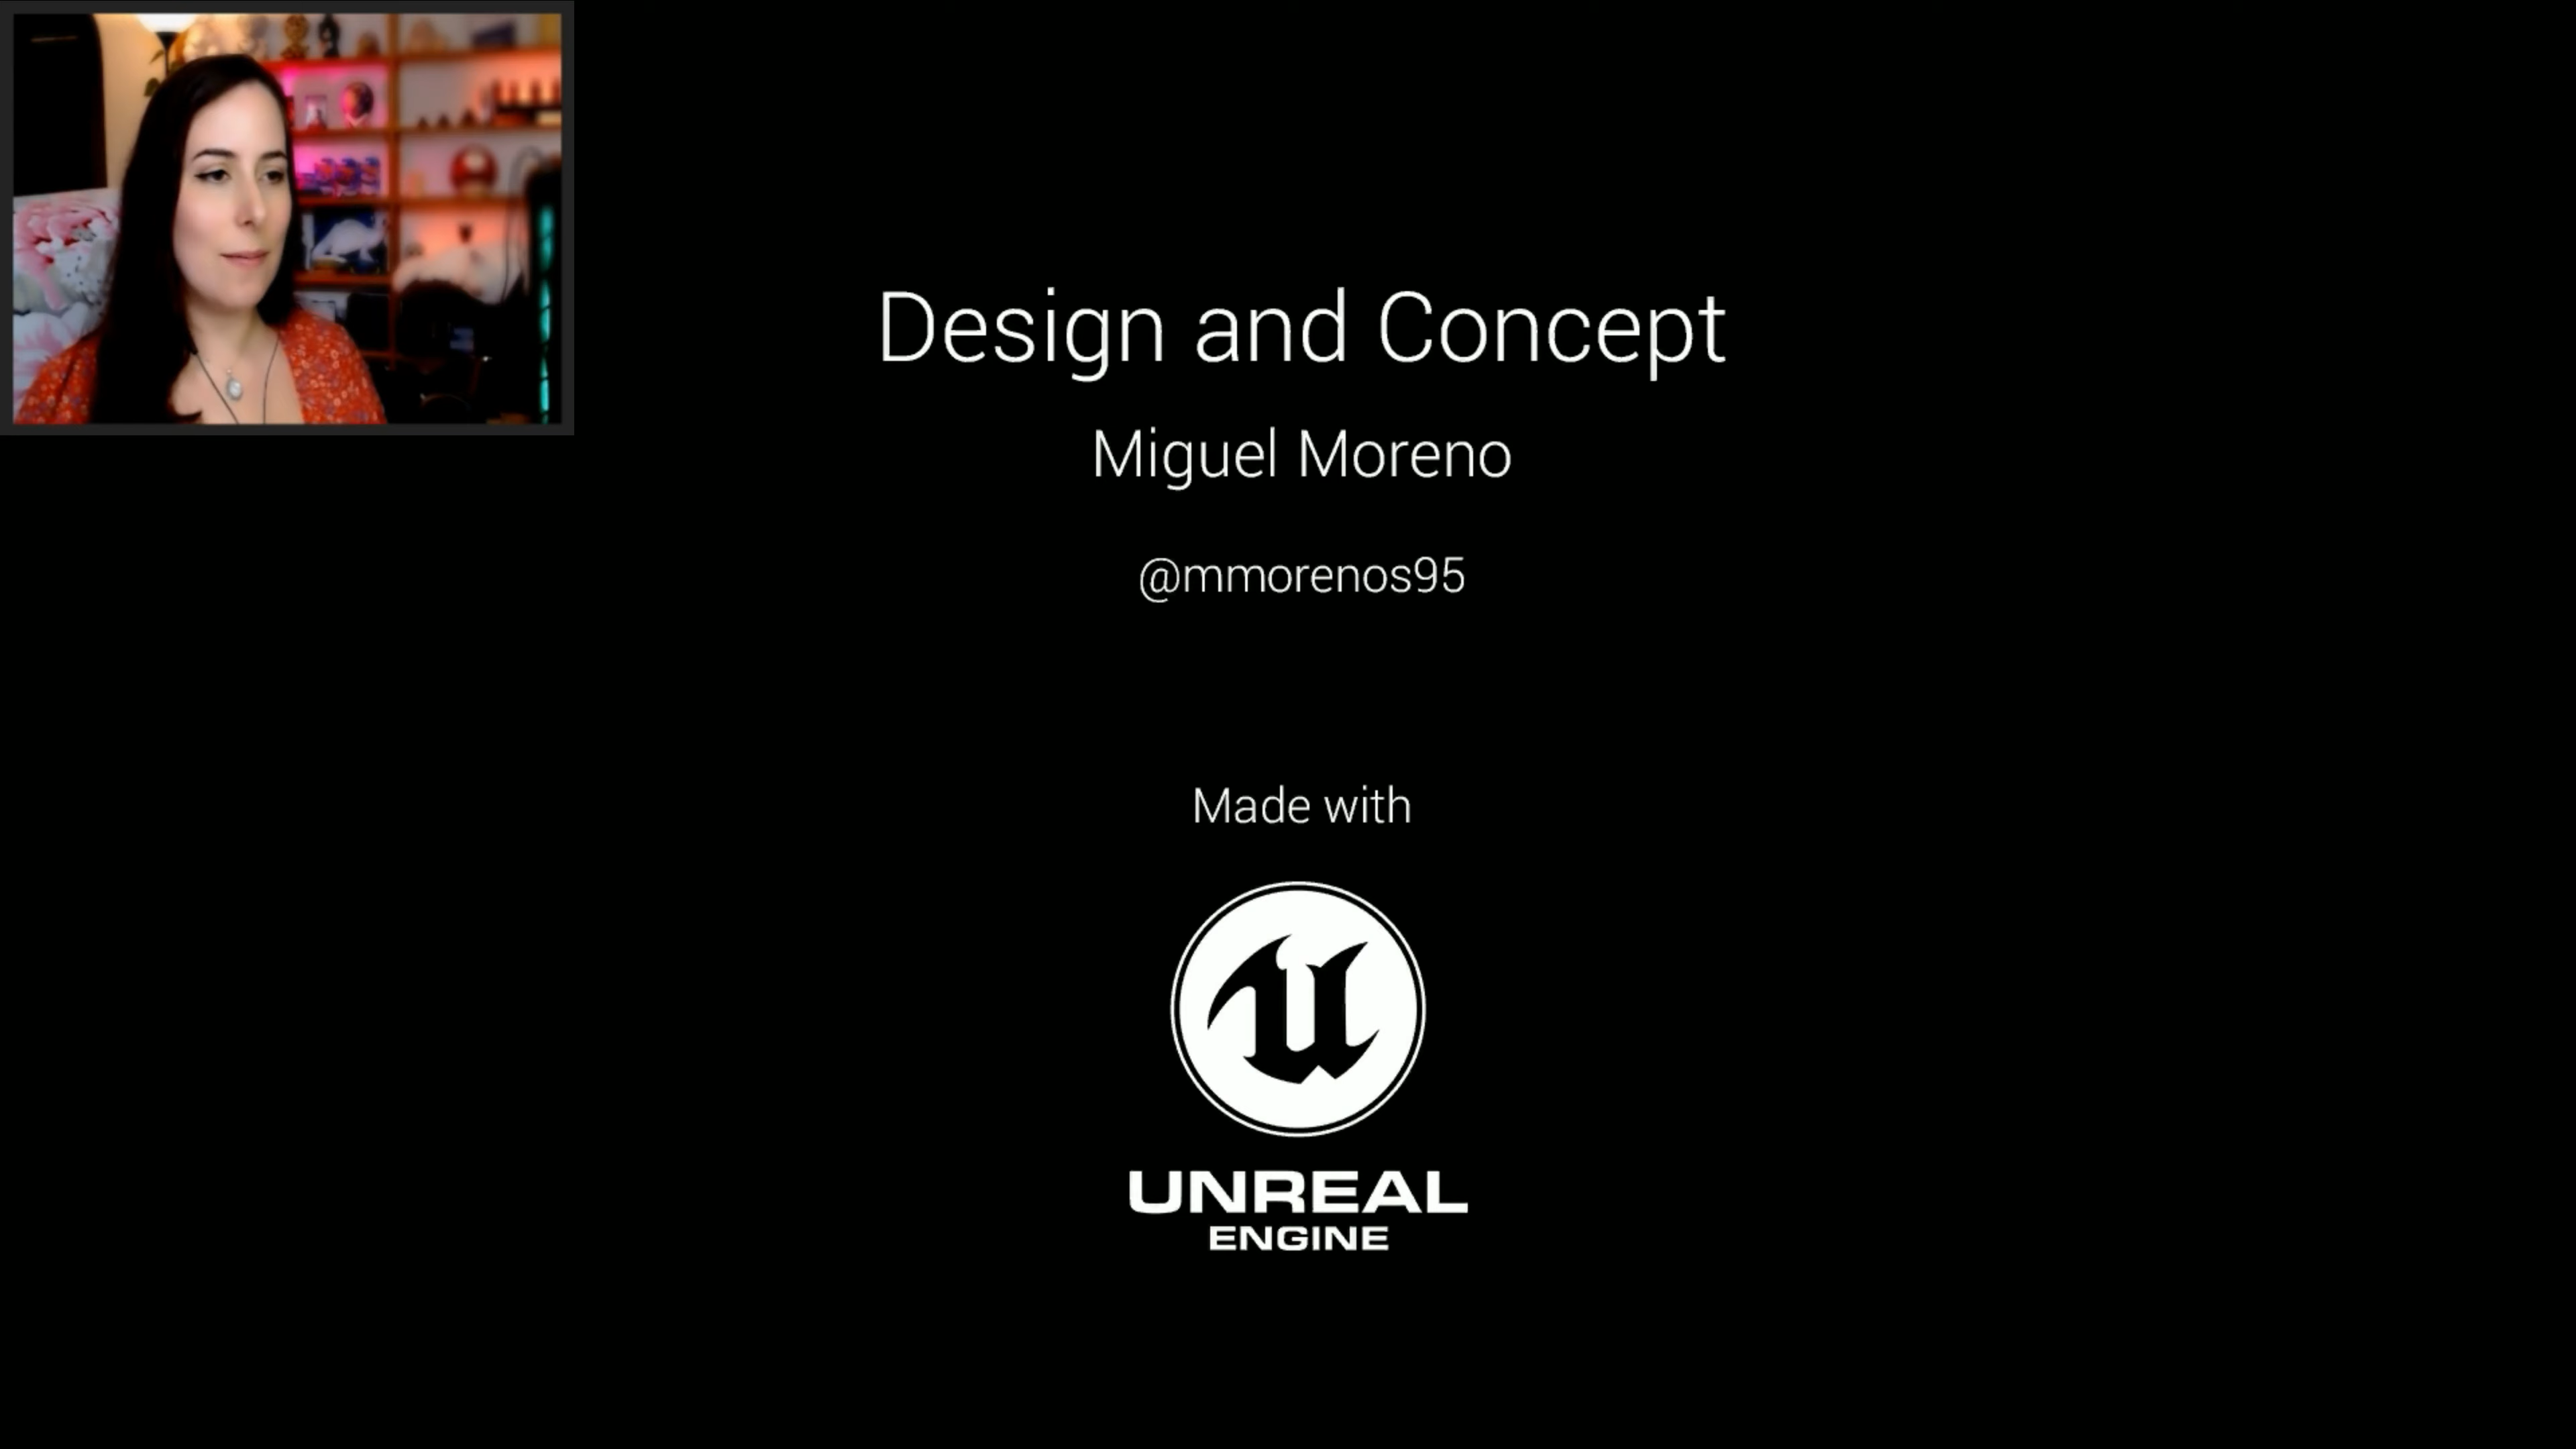 Design and Concept
Miguel Moreno
@mmorenos95
Made with
UNREAL
ENGINE